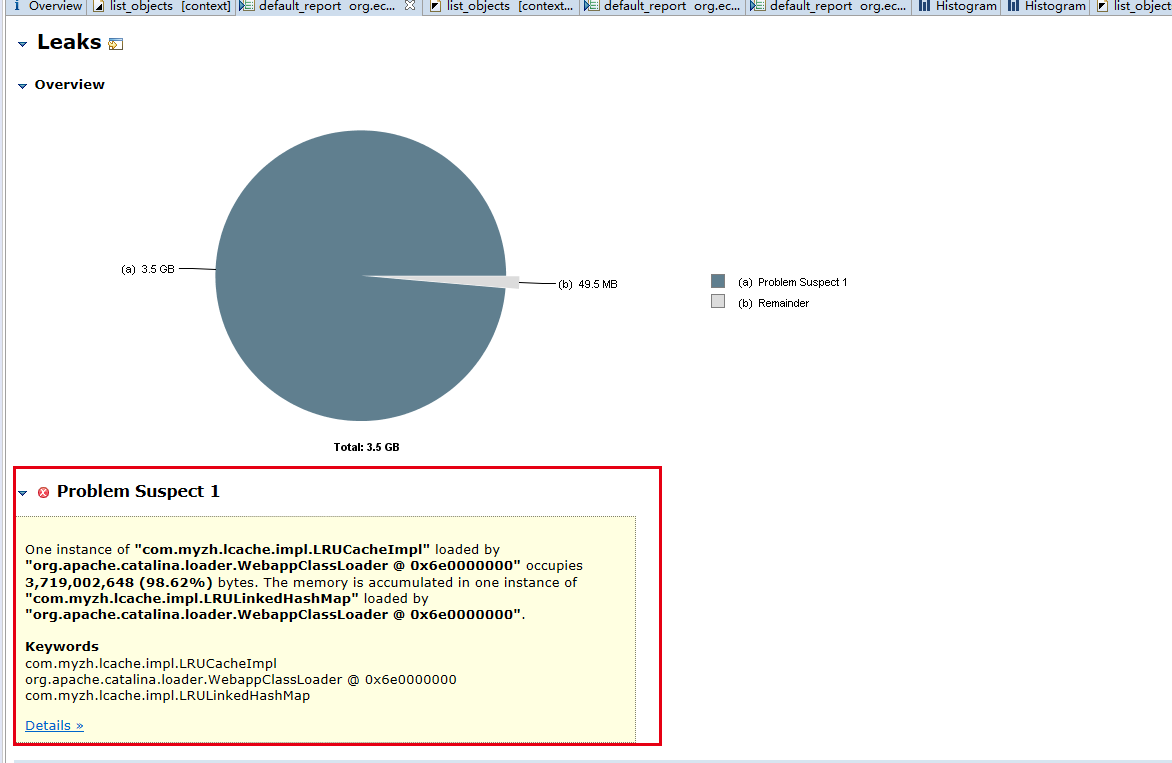 Overview
list_objects [context]
default_report org.ec...
list_objects [context...
default_report org.ec...
default_report org.ec...
Histogram
Histogram
list_object
Leaks
Overview
(a) 3.5 GB
(b) 49.5 MB
(a) Problem Suspect 1
(b) Remainder
Total: 3.5 GB
Problem Suspect 1
One instance of "com.myzh.lcache.impl.LRUCacheImpl" loaded by
"org.apache.catalina.loader.WebappClassLoader @ 0x6e0000000" occupies
3,719,002,648 (98.62%) bytes. The memory is accumulated in one instance of
"com.myzh.lcache.impl.LRULinkedHashMap" loaded by
"org.apache.catalina.loader.WebappClassLoader @ 0x6e0000000".
Keywords
com.myzh.lcache.impl.LRUCacheImpl
org.apache.catalina.loader.WebappClassLoader @ 0x6e0000000
com.myzh.lcache.impl.LRULinkedHashMap
Details »